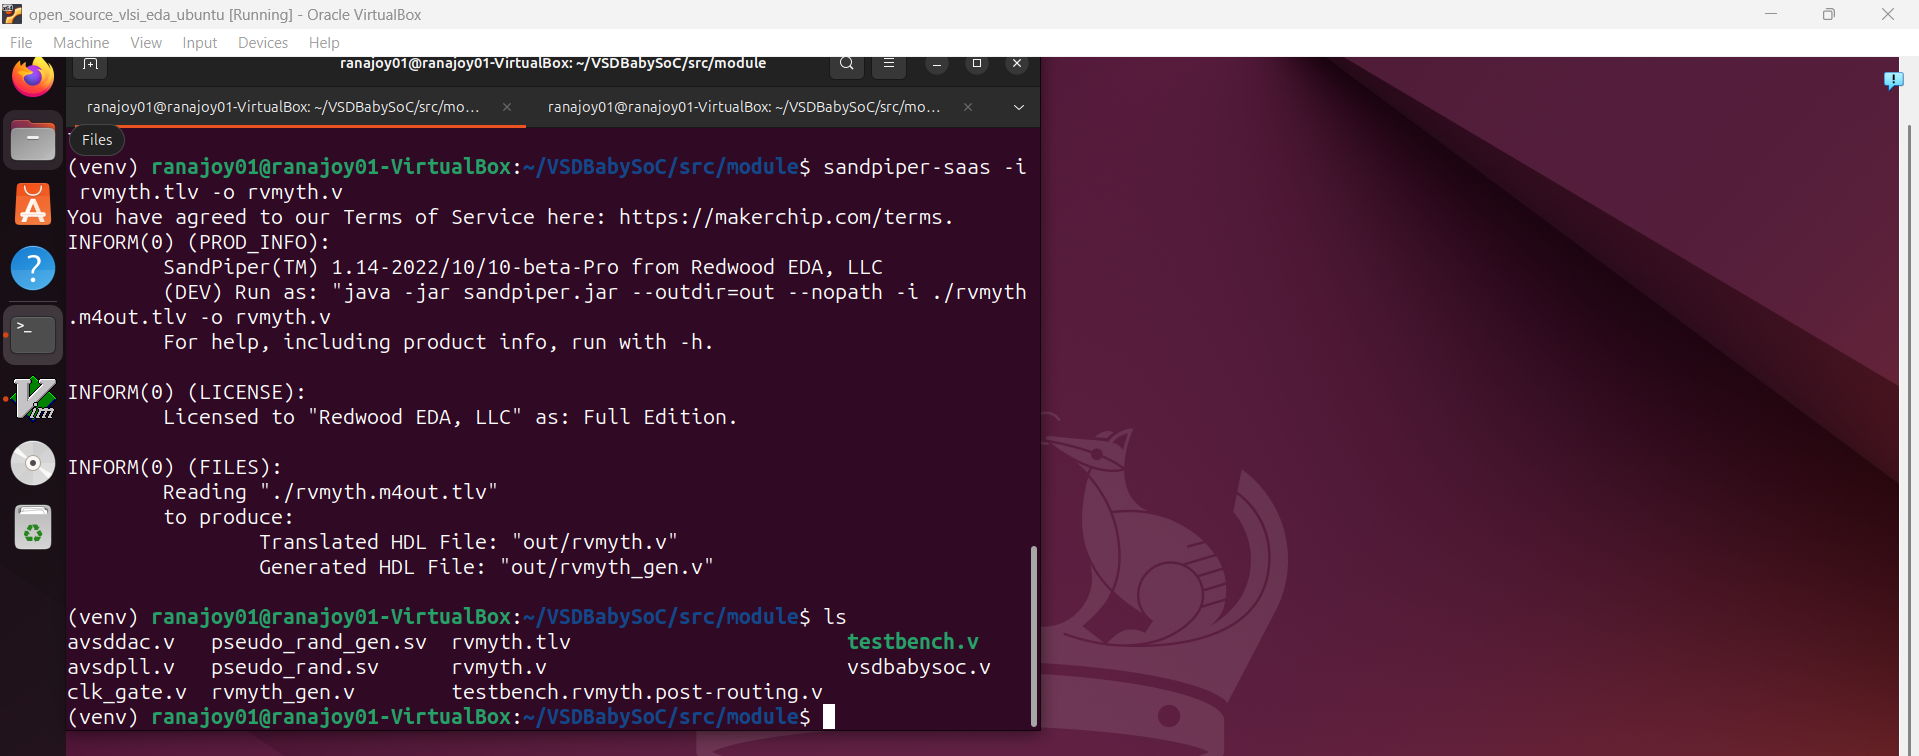 open_source_vlsi_eda_ubuntu [Running] - Oracle VirtualBox
File Machine View Input Devices Help
ranajoy01@ranajoy01-VirtualBox: ~/VSDBabySoC/src/module
ranajoy01@ranajoy01-VirtualBox: ~/VSDBabySoC/src/mo... ranajoy01@ranajoy01-VirtualBox: ~/VSDBabySoC/src/mo...
Files
(venv) ranajoy01@ranajoy01-VirtualBox:~/VSDBabySoC/src/module$ sandpiper-saas -i
rvmyth.tlv -o rvmyth.v
You have agreed to our Terms of Service here: https://makerchip.com/terms.
INFORM(0) (PROD_INFO):
SandPiper(TM) 1.14-2022/10/10-beta-Pro from Redwood EDA, LLC
(DEV) Run as: "java -jar sandpiper.jar --outdir=out --nopath -i ./rvmyth
.m4out.tlv -o rvmyth.v
For help, including product info, run with -h.
INFORM(0) (LICENSE):
Licensed to "Redwood EDA, LLC" as: Full Edition.
INFORM(0) (FILES):
Reading "./rvmyth.m4out.tlv"
to produce:
Translated HDL File: "out/rvmyth.v"
Generated HDL File: "out/rvmyth_gen.v"
(venv) ranajoy01@ranajoy01-VirtualBox:~/VSDBabySoC/src/module$ ls
avsddac.v pseudo_rand_gen.sv rvmyth.tlv testbench.v
avsdpll.v pseudo_rand.sv rvmyth.v vsdbabysoc.v
clk_gate.v rvmyth_gen.v testbench.rvmyth.post-routing.v
(venv) ranajoy01@ranajoy01-VirtualBox:~/VSDBabySoC/src/module$